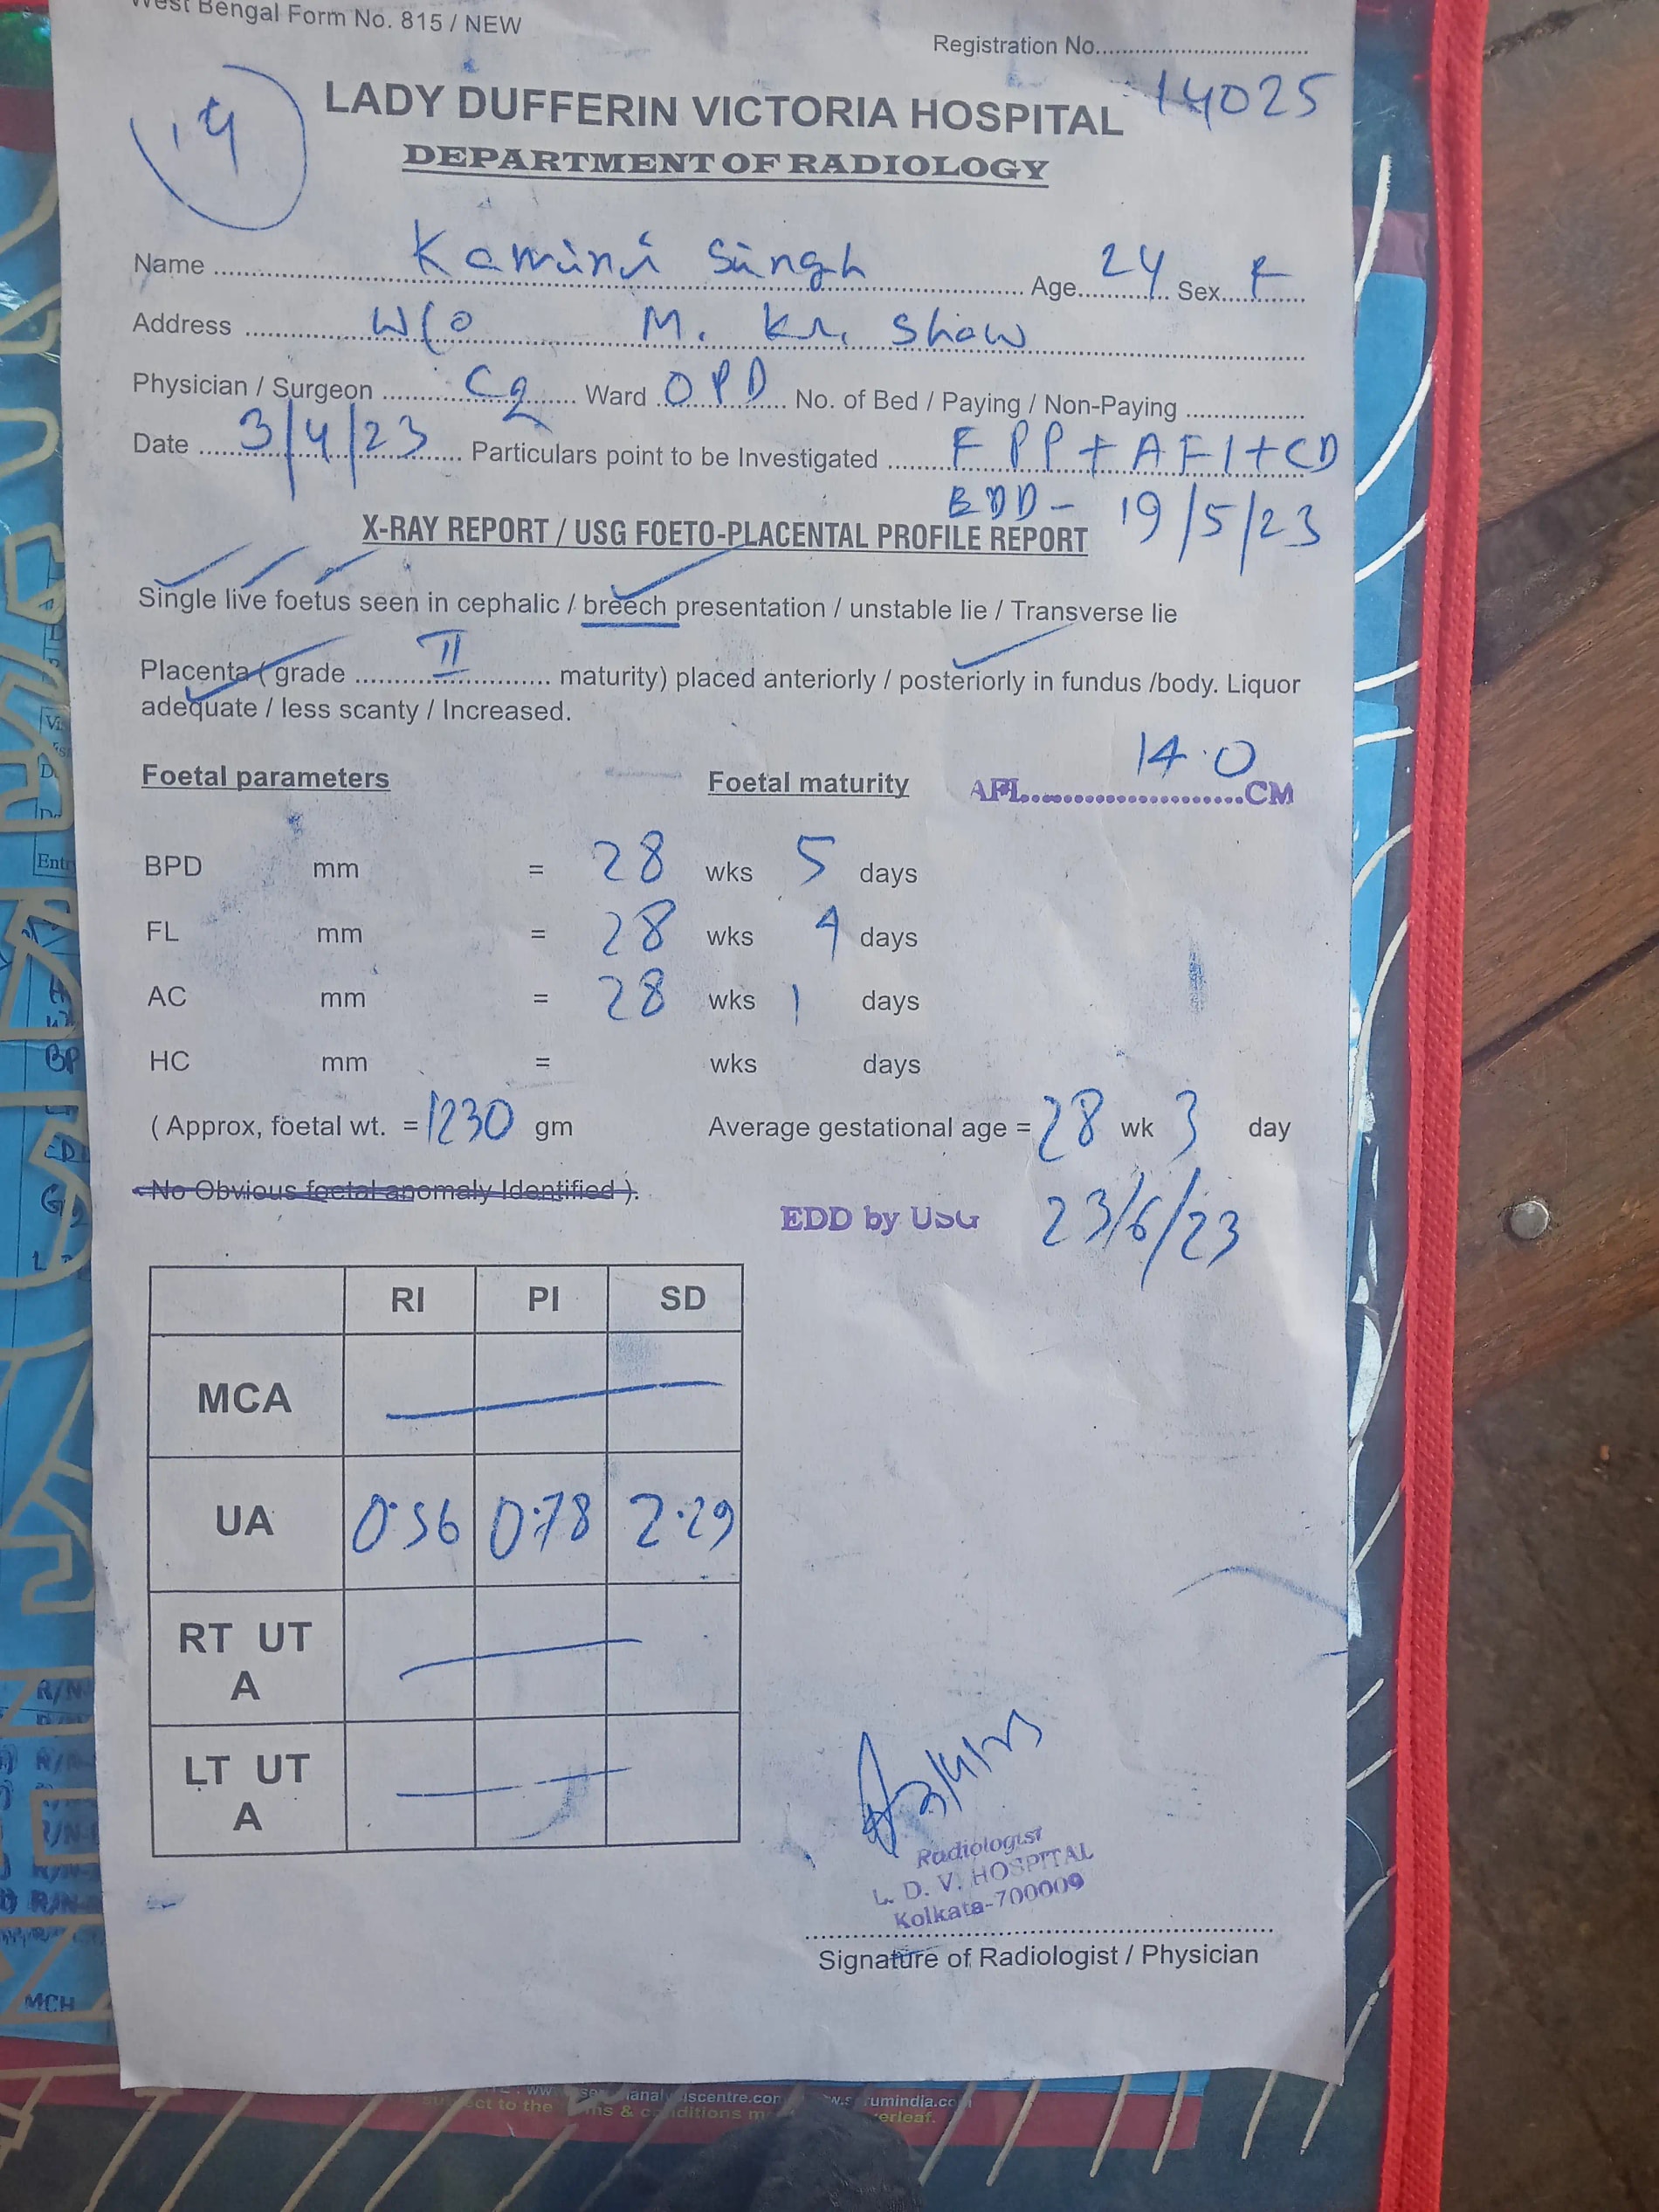 West Bengal Form No. 815 / NEW
Registration No..................................
14025
19
LADY DUFFERIN VICTORIA HOSPITAL
DEPARTMENT OF RADIOLOGY
Name ........ Kamini Singh ........ Age 24 Sex F
Address ........ W/O M. Kr. Show
Physician / Surgeon ........ C2 Ward OPD No. of Bed / Paying / Non-Paying ..................
Date 3/4/23 Particulars point to be Investigated FPP + AFI + CD
EDD - 19/5/23
X-RAY REPORT / USG FOETO-PLACENTAL PROFILE REPORT
Single live foetus seen in cephalic / breech presentation / unstable lie / Transverse lie
Placenta ( grade II maturity) placed anteriorly / posteriorly in fundus /body. Liquor
adequate / less scanty / Increased.
Foetal parameters Foetal maturity AFI 14.0 CM
BPD mm = 28 wks 5 days
FL mm = 28 wks 4 days
AC mm = 28 wks 1 days
HC mm = wks days
( Approx, foetal wt. = 1230 gm Average gestational age = 28 wk 3 day
No Obvious foetal anomaly Identified ).
EDD by USG 23/6/23
RI PI SD
MCA
UA 0.56 0.78 2.29
RT UT
A
LT UT
A
3/4/23
Radiologist
L. D. V. HOSPITAL
Kolkata-700009
Signature of Radiologist / Physician
MCH